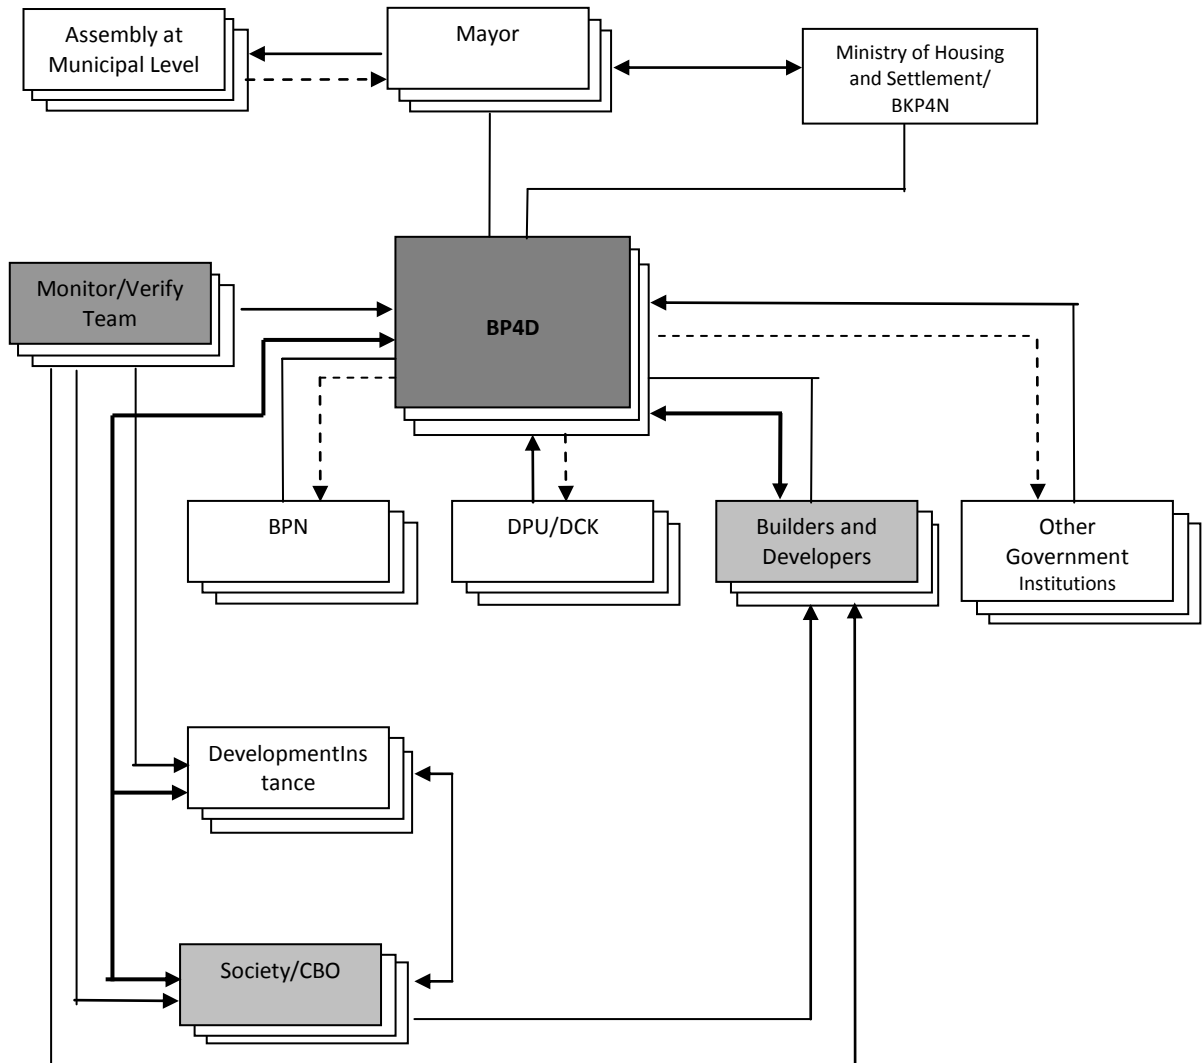 Assembly at
Municipal Level
Mayor
Ministry of Housing
and Settlement/
BKP4N
Monitor/Verify
Team
BP4D
BPN
DPU/DCK
Builders and
Developers
Other
Government
Institutions
DevelopmentIns
tance
Society/CBO